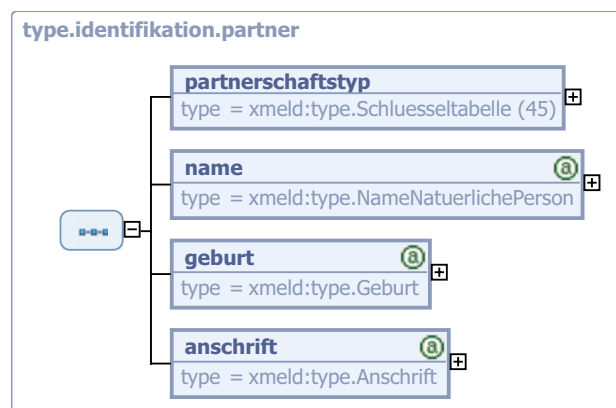 type.identifikation.partner
partnerschaftstyp
type = xmeld:type.Schluesseltabelle (45)
name @
type = xmeld:type.NameNatuerlichePerson
geburt @
type = xmeld:type.Geburt
anschrift @
type = xmeld:type.Anschrift